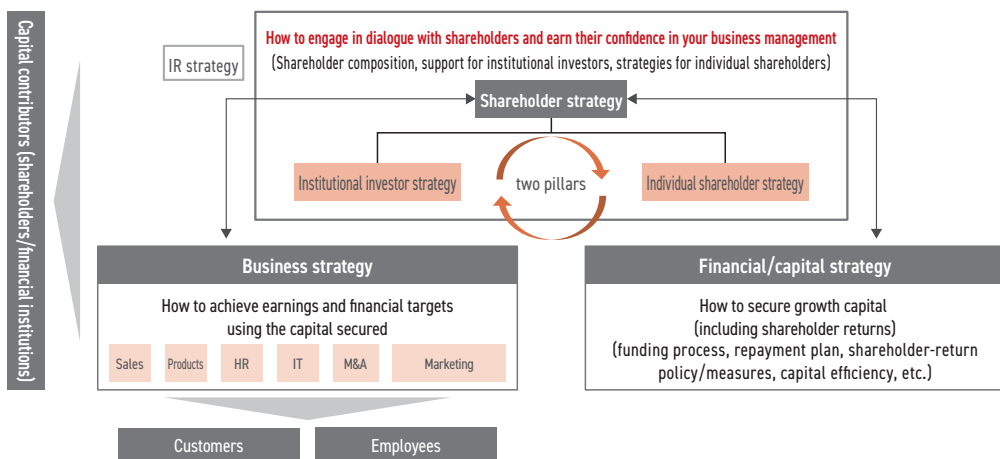 Capital contributors (shareholders/financial institutions)
IR strategy
How to engage in dialogue with shareholders and earn their confidence in your business management
(Shareholder composition, support for institutional investors, strategies for individual shareholders)
Shareholder strategy
Institutional investor strategy
two pillars
Individual shareholder strategy
Business strategy
How to achieve earnings and financial targets
using the capital secured
Sales
Products
HR
IT
M&A
Marketing
Financial/capital strategy
How to secure growth capital
(including shareholder returns)
(funding process, repayment plan, shareholder-return
policy/measures, capital efficiency, etc.)
Customers
Employees